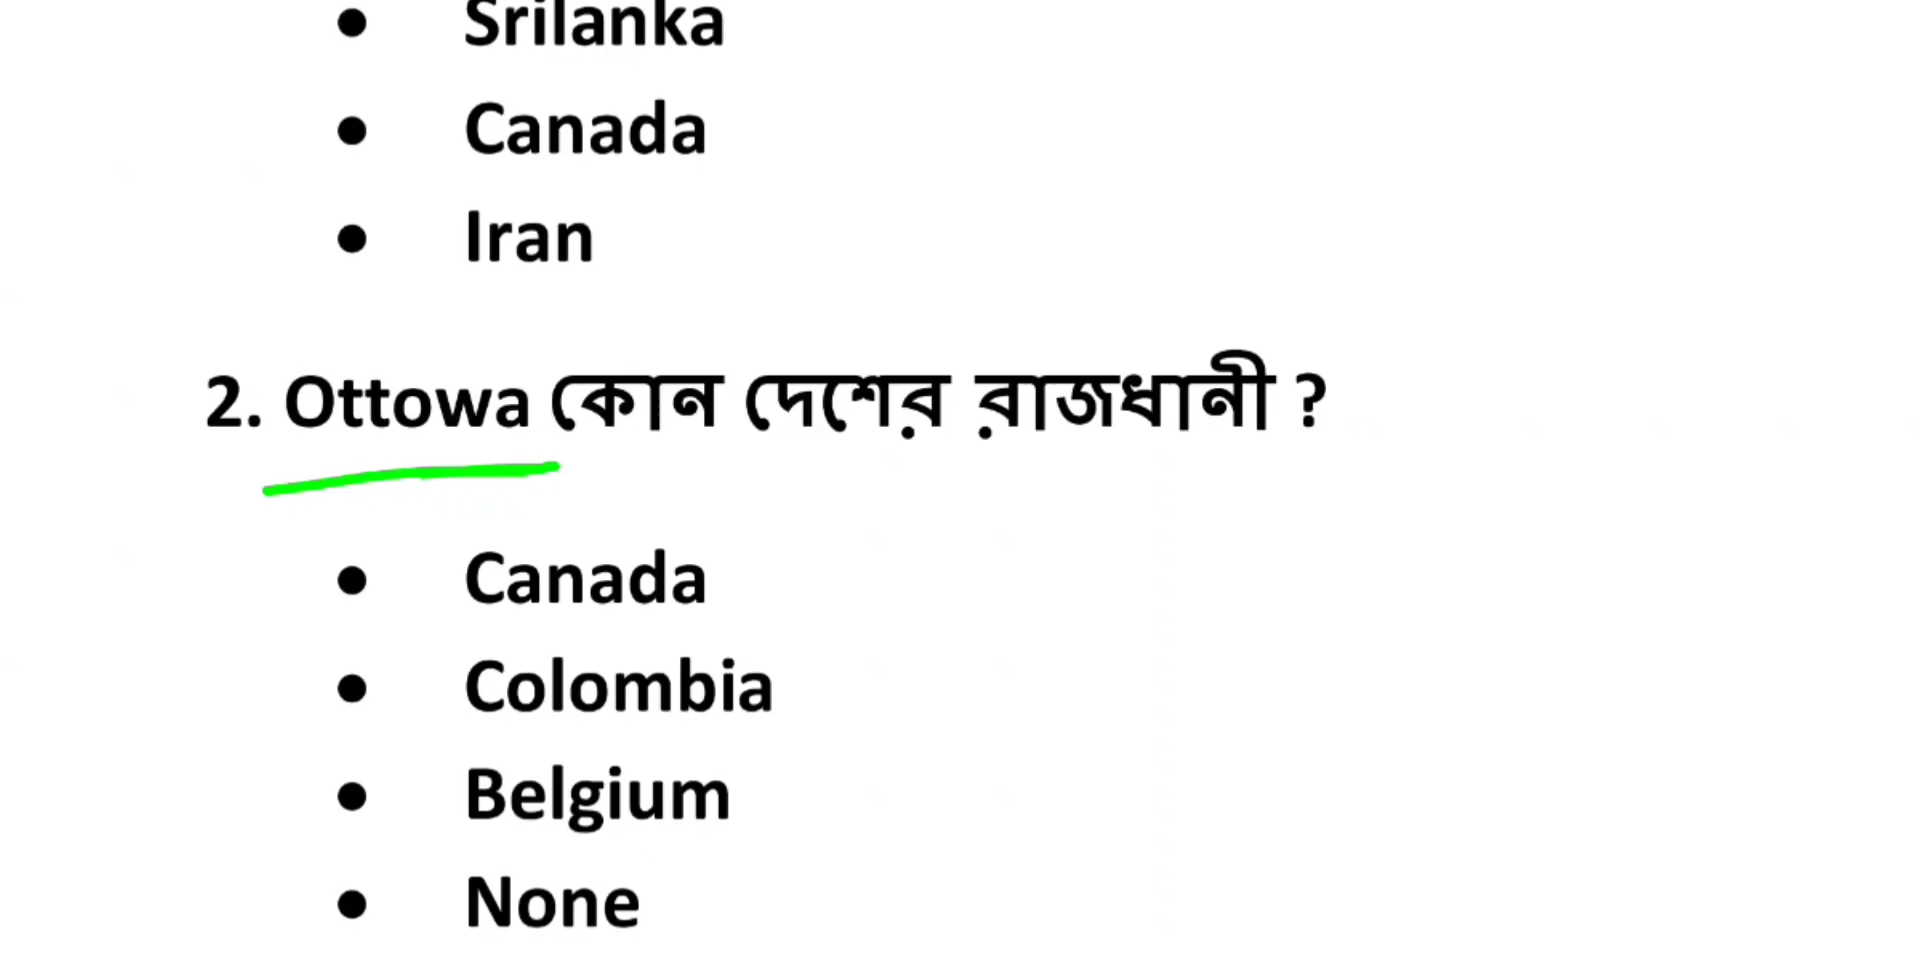 • Srilanka
• Canada
• Iran
2. Ottowa কোন দেশের রাজধানী ?
• Canada
• Colombia
• Belgium
• None